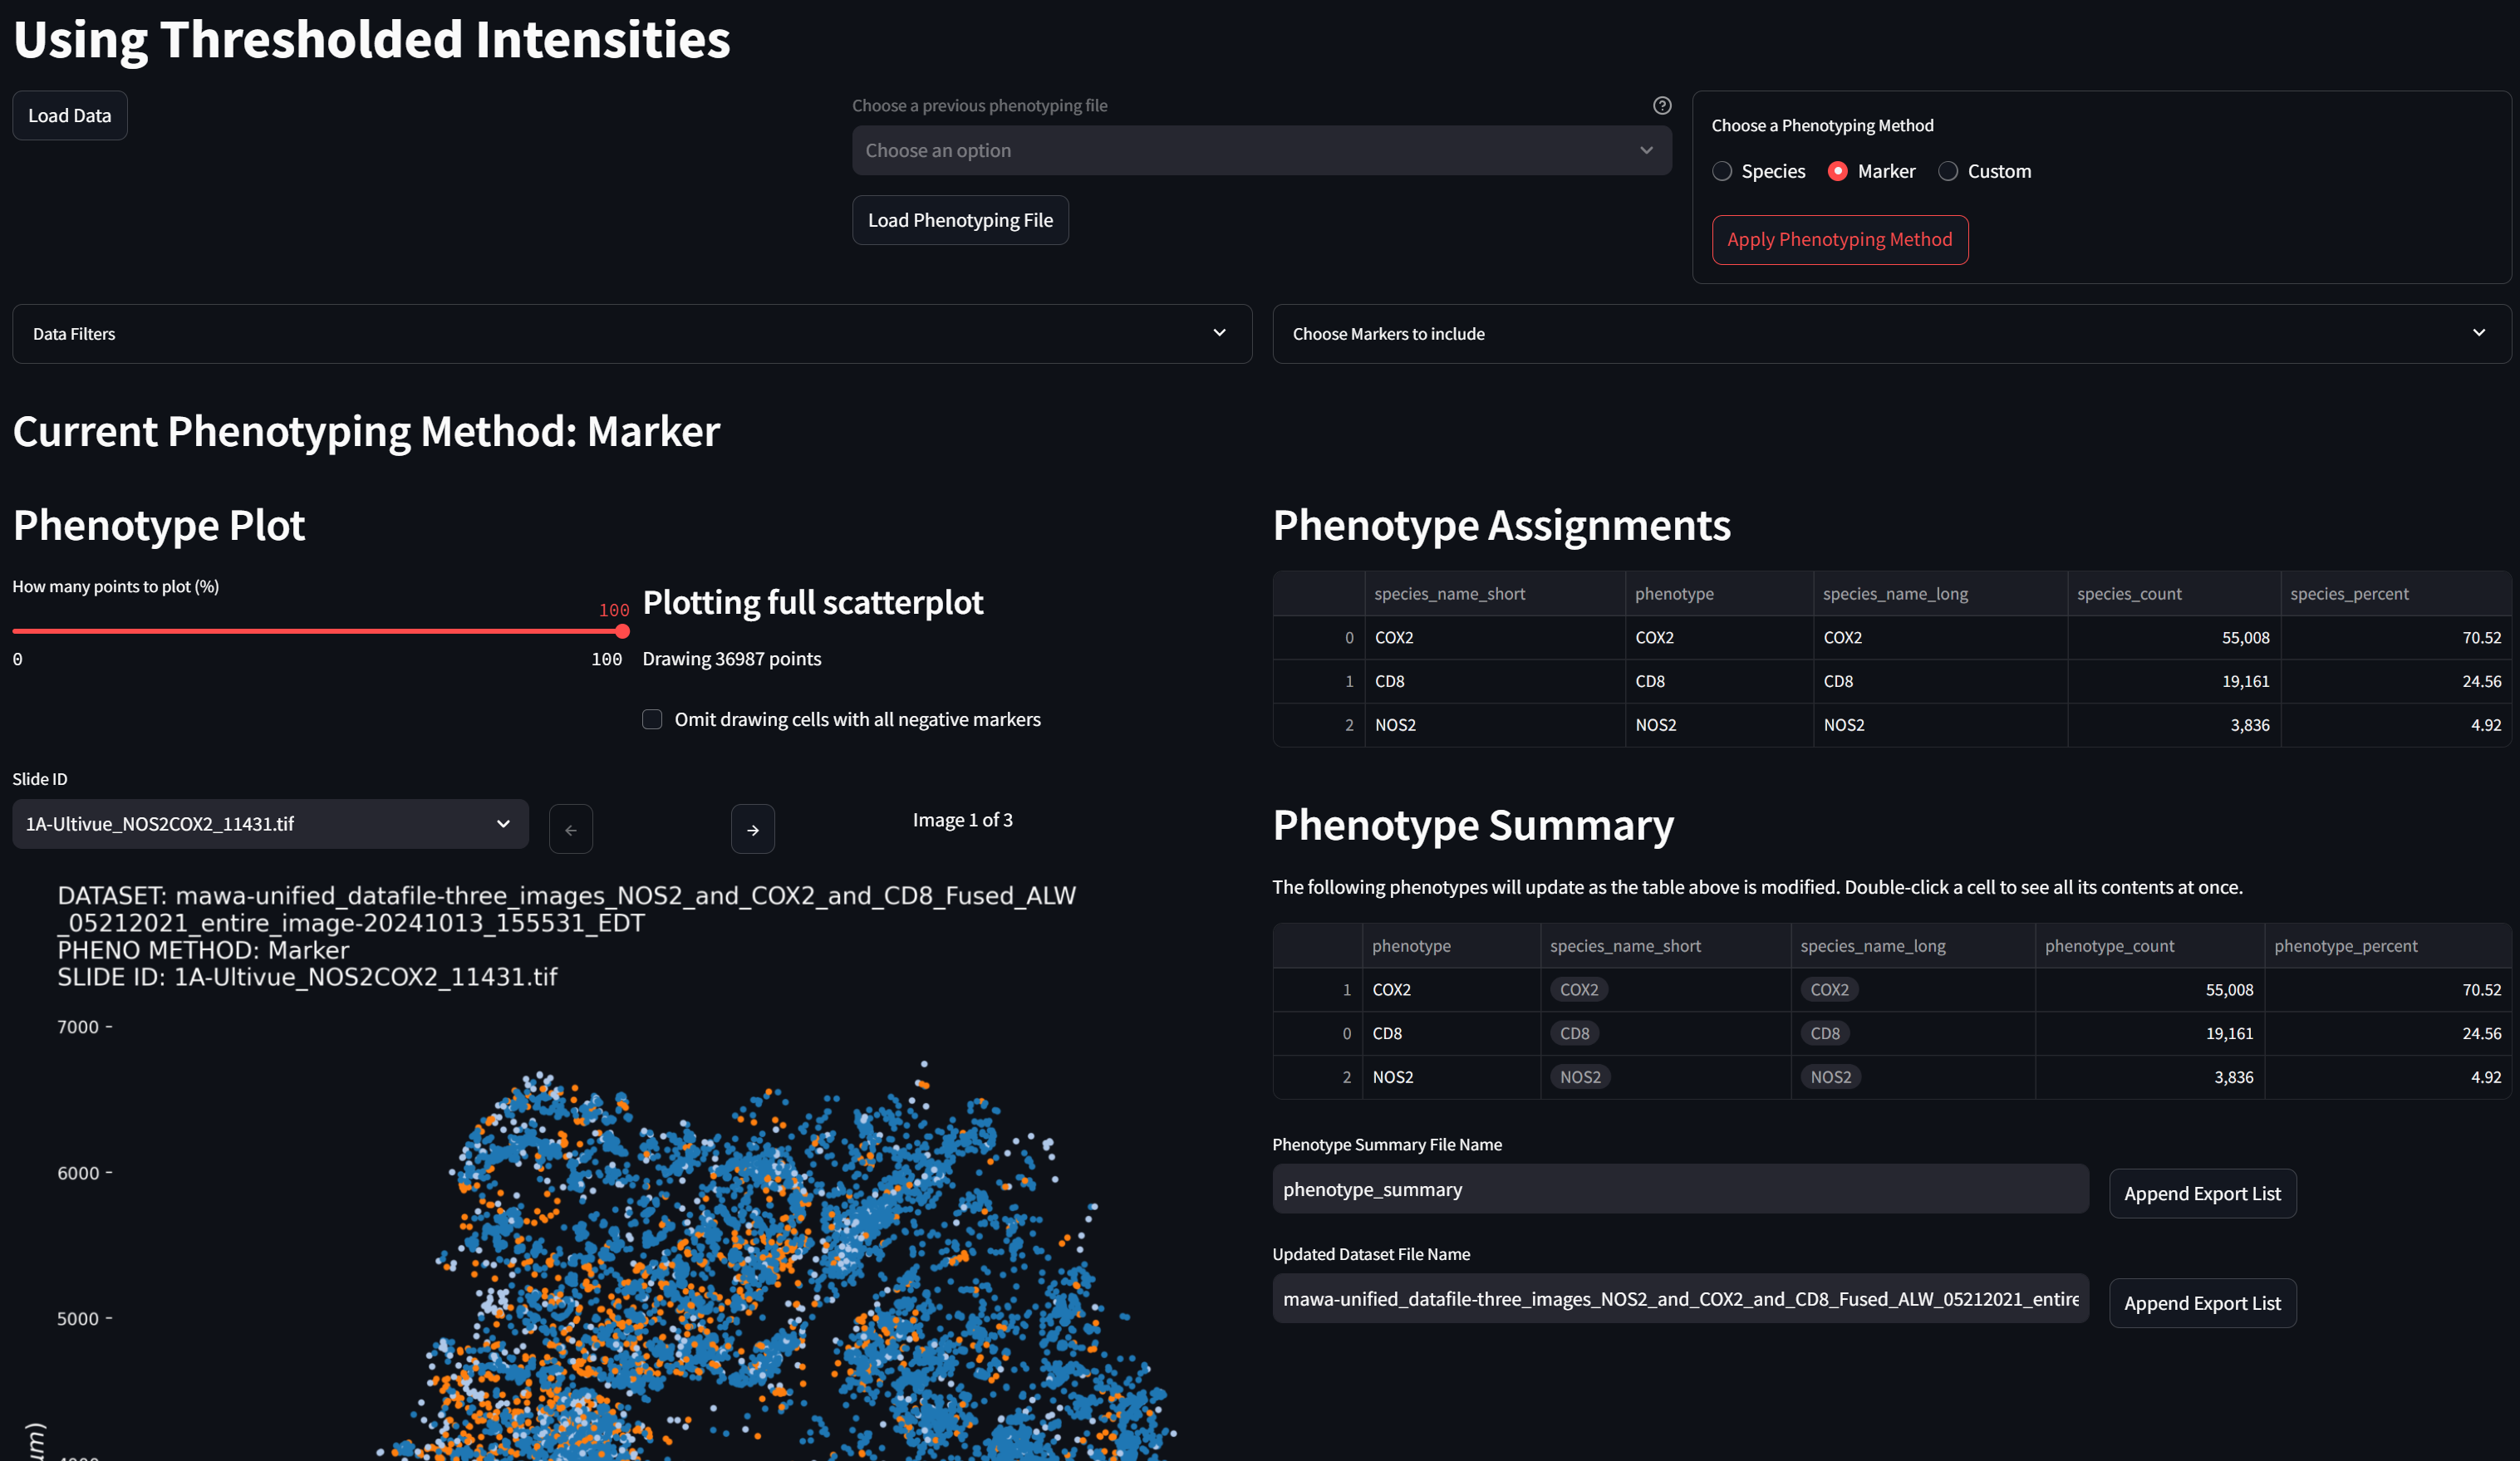 Using Thresholded Intensities
Load Data
Choose a previous phenotyping file
Choose an option
Load Phenotyping File
Choose a Phenotyping Method
Species Marker Custom
Apply Phenotyping Method
Data Filters
Choose Markers to include
Current Phenotyping Method: Marker
Phenotype Plot
How many points to plot (%)
100
0 100
Plotting full scatterplot
Drawing 36987 points
Omit drawing cells with all negative markers
Slide ID
1A-Ultivue_NOS2COX2_11431.tif
← →
Image 1 of 3
DATASET: mawa-unified_datafile-three_images_NOS2_and_COX2_and_CD8_Fused_ALW
_05212021_entire_image-20241013_155531_EDT
PHENO METHOD: Marker
SLIDE ID: 1A-Ultivue_NOS2COX2_11431.tif
7000
6000
5000
Phenotype Assignments
species_name_short phenotype species_name_long species_count species_percent
0 COX2 COX2 COX2 55,008 70.52
1 CD8 CD8 CD8 19,161 24.56
2 NOS2 NOS2 NOS2 3,836 4.92
Phenotype Summary
The following phenotypes will update as the table above is modified. Double-click a cell to see all its contents at once.
phenotype species_name_short species_name_long phenotype_count phenotype_percent
1 COX2 COX2 COX2 55,008 70.52
0 CD8 CD8 CD8 19,161 24.56
2 NOS2 NOS2 NOS2 3,836 4.92
Phenotype Summary File Name
phenotype_summary
Append Export List
Updated Dataset File Name
mawa-unified_datafile-three_images_NOS2_and_COX2_and_CD8_Fused_ALW_05212021_entire
Append Export List